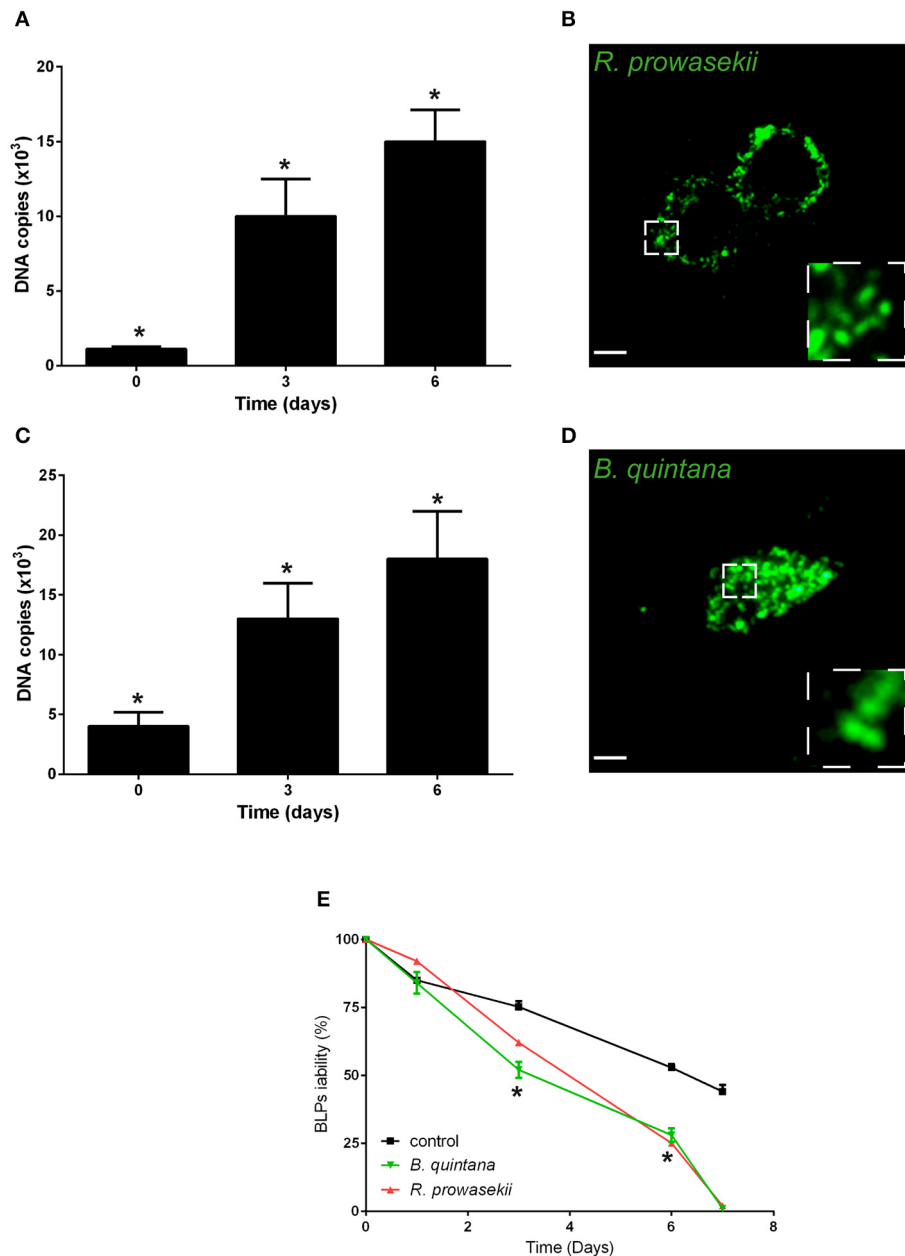 A
DNA copies (x10³)
20
15
10
5
0
*
*
*
0 3 6
Time (days)
B
R. prowasekii
C
DNA copies (x10³)
25
20
15
10
5
0
*
*
*
0 3 6
Time (days)
D
B. quintana
E
BLPs iability (%)
100
75
50
25
0
*
*
control
B. quintana
R. prowasekii
0 2 4 6 8
Time (Days)